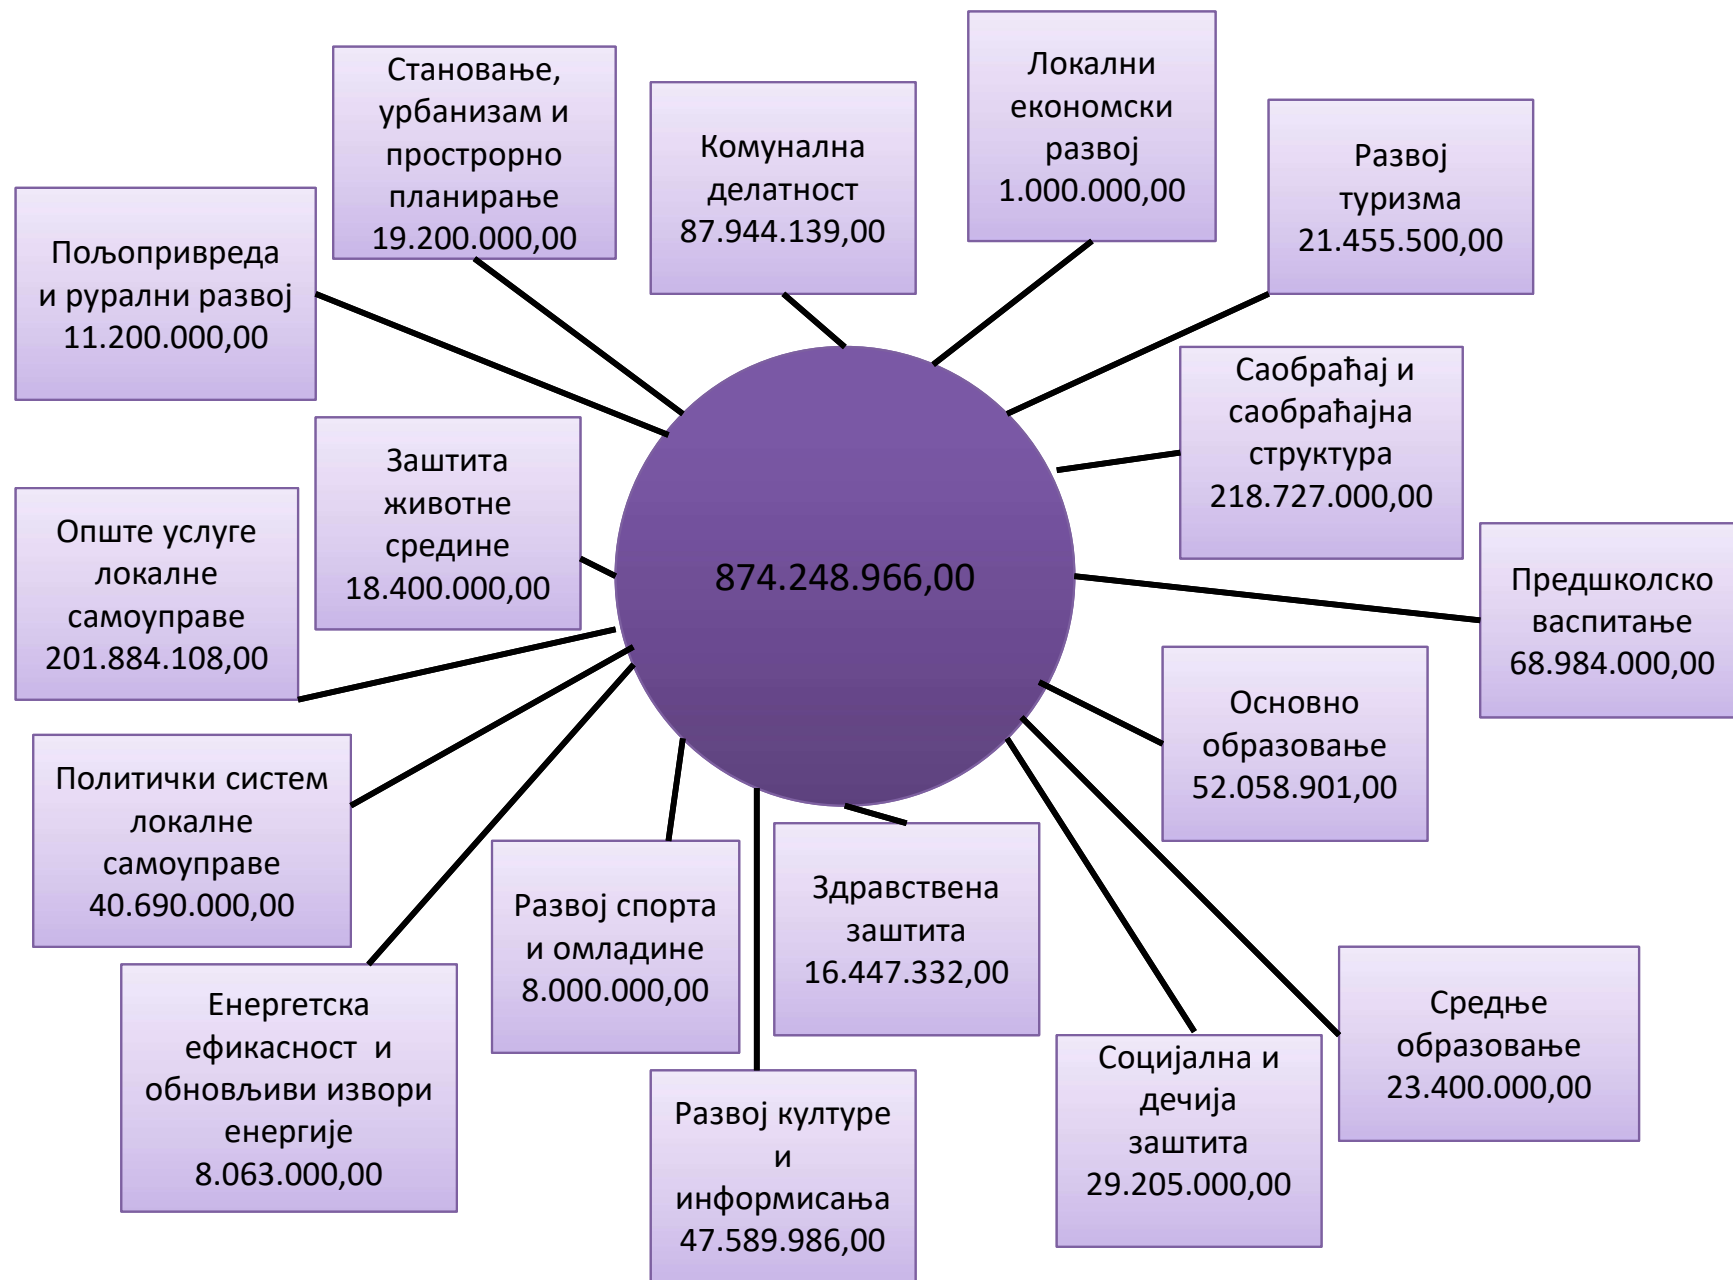 Становање,
урбанизам и
прострорно
планирање
19.200.000,00
Комунална
делатност
87.944.139,00
Локални
економски
развој
1.000.000,00
Развој
туризма
21.455.500,00
Пољопривреда
и рурални развој
11.200.000,00
Саобраћај и
саобраћајна
структура
218.727.000,00
Заштита
животне
средине
18.400.000,00
Опште услуге
локалне
самоуправе
201.884.108,00
874.248.966,00
Предшколско
васпитање
68.984.000,00
Основно
образовање
52.058.901,00
Политички систем
локалне
самоуправе
40.690.000,00
Развој спорта
и омладине
8.000.000,00
Здравствена
заштита
16.447.332,00
Средње
образовање
23.400.000,00
Енергетска
ефикасност  и
обновљиви извори
енергије
8.063.000,00
Развој културе
и
информисања
47.589.986,00
Социјална и
дечија
заштита
29.205.000,00